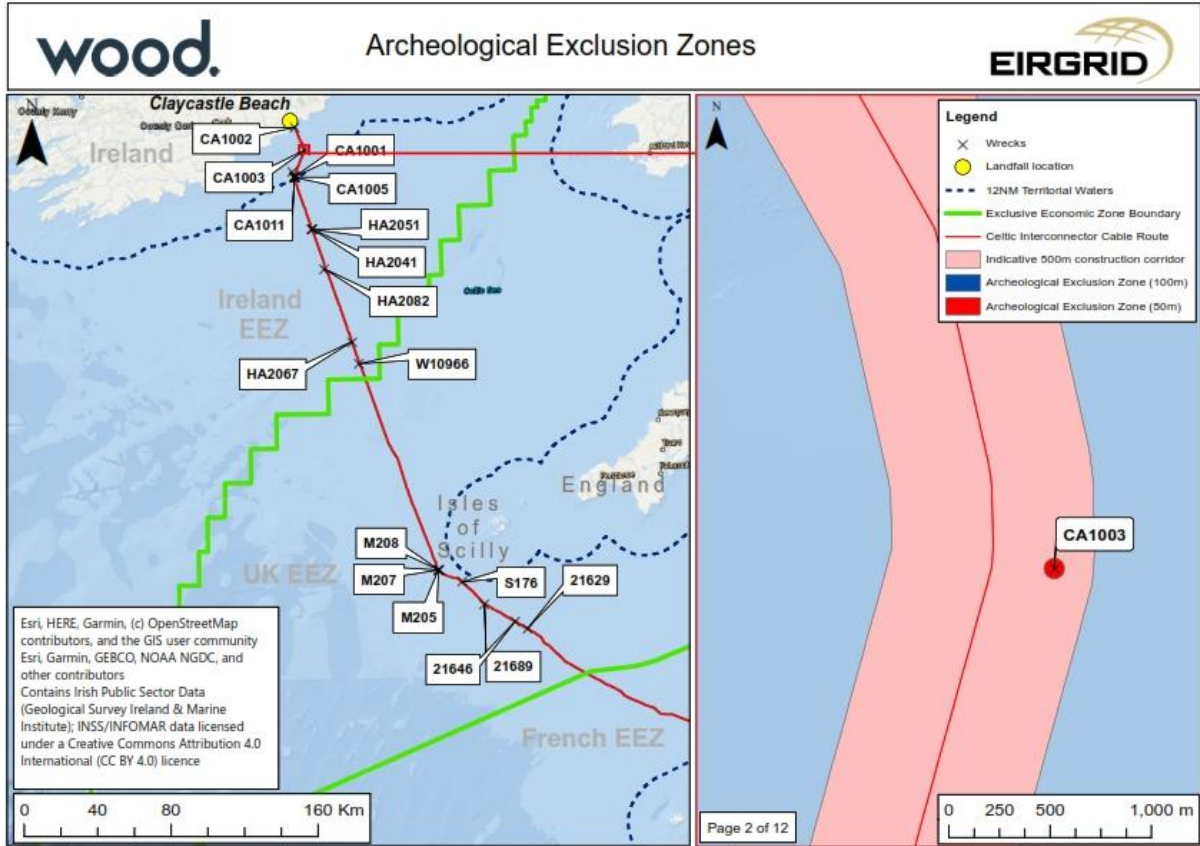 wood.
Archeological Exclusion Zones
EIRGRID
N
Claycastle Beach
Ireland
CA1002
CA1001
CA1003
CA1005
CA1011
HA2051
HA2041
Celtic Sea
HA2082
Ireland
EEZ
HA2067
W10966
England
Isles
of
Scilly
M208
UK EEZ
M207
S176
21629
M205
21646
21689
French EEZ
Esri, HERE, Garmin, (c) OpenStreetMap
contributors, and the GIS user community
Esri, Garmin, GEBCO, NOAA NGDC, and
other contributors
Contains Irish Public Sector Data
(Geological Survey Ireland & Marine
Institute); INSS/INFOMAR data licensed
under a Creative Commons Attribution 4.0
International (CC BY 4.0) licence
0 40 80 160 Km
N
Legend
Wrecks
Landfall location
12NM Territorial Waters
Exclusive Economic Zone Boundary
Celtic Interconnector Cable Route
Indicative 500m construction corridor
Archeological Exclusion Zone (100m)
Archeological Exclusion Zone (50m)
CA1003
Page 2 of 12
0 250 500 1,000 m